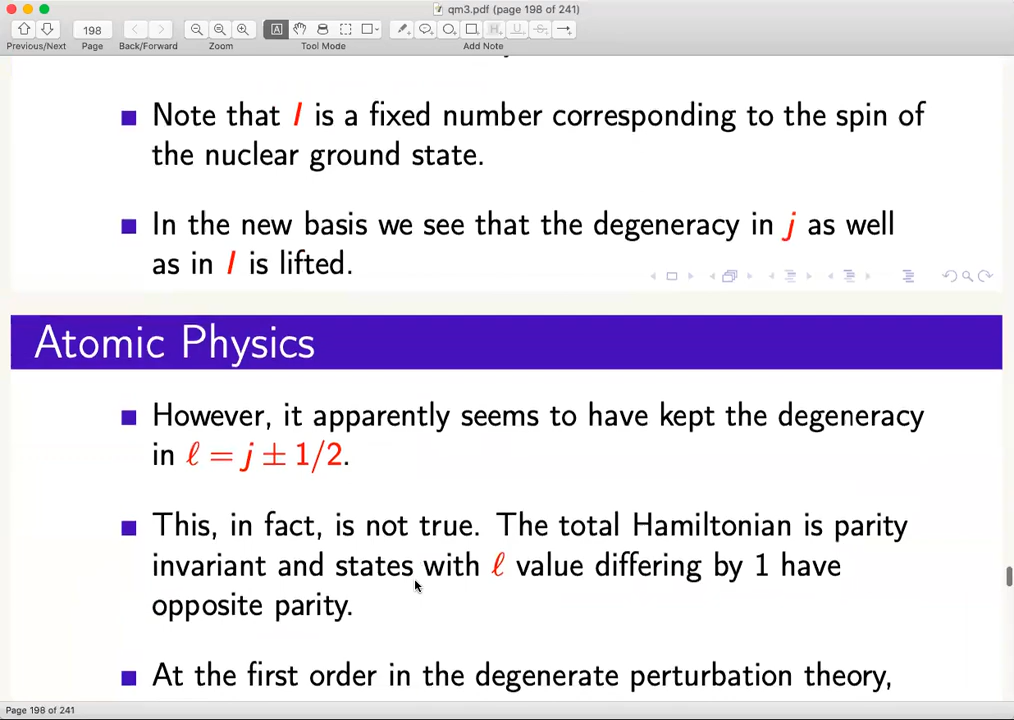 qm3.pdf (page 198 of 241)
198
A
H
U
S
Previous/Next
Page
Back/Forward
Zoom
Tool Mode
Add Note
Note that I is a fixed number corresponding to the spin of
the nuclear ground state.
In the new basis we see that the degeneracy in j as well
as in I is lifted.
Atomic Physics
However, it apparently seems to have kept the degeneracy
in ℓ = j ± 1/2.
This, in fact, is not true. The total Hamiltonian is parity
invariant and states with ℓ value differing by 1 have
opposite parity.
At the first order in the degenerate perturbation theory,
Page 198 of 241